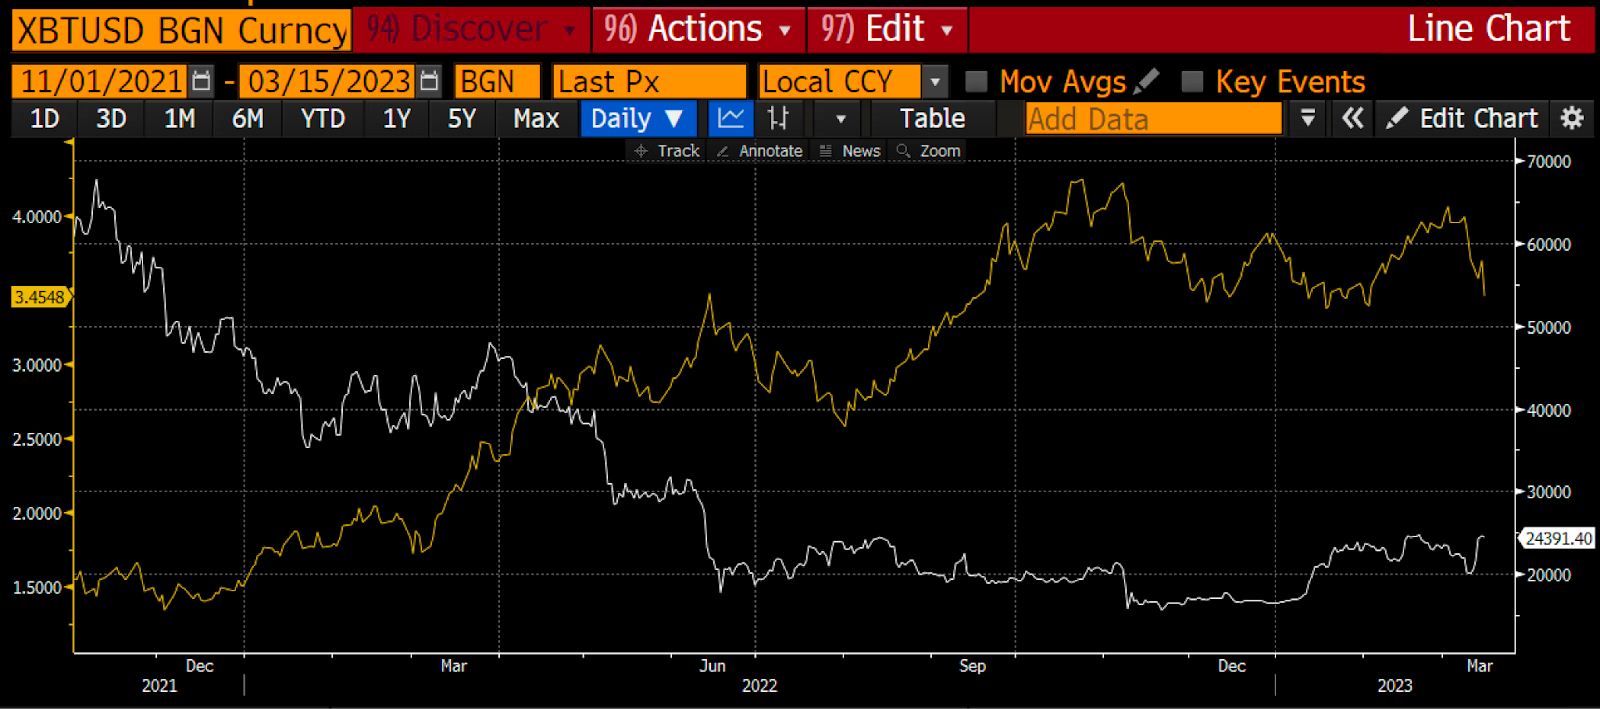 XBTUSD BGN Curncy 94) Discover 96) Actions 97) Edit Line Chart
11/01/2021 - 03/15/2023 BGN Last Px Local CCY Mov Avgs Key Events
1D 3D 1M 6M YTD 1Y 5Y Max Daily ▼ Table Add Data « Edit Chart
Track Annotate News Zoom
70000
4.0000
60000
3.4548
50000
3.0000
40000
2.5000
30000
2.0000
24391.40
20000
1.5000
Dec Mar Jun Sep Dec Mar
2021 2022 2023